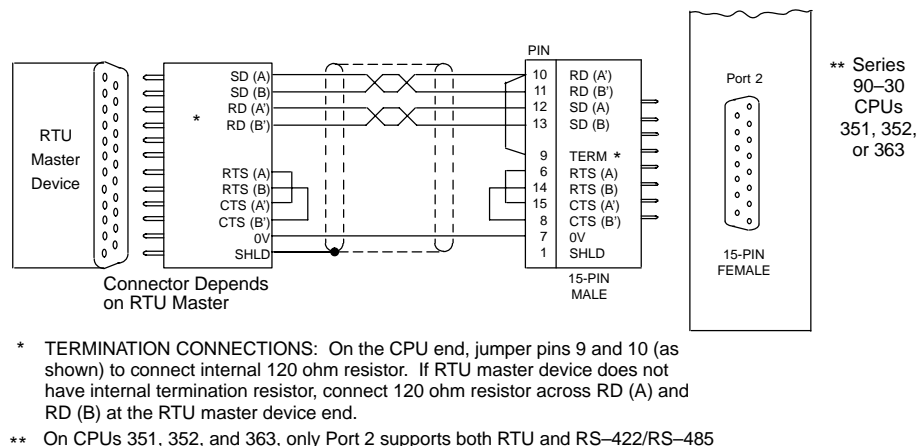 PIN
RTU
Master
Device
*
SD (A)
SD (B)
RD (A')
RD (B')
RTS (A)
RTS (B)
CTS (A')
CTS (B')
0V
SHLD
Connector Depends
on RTU Master
10 RD (A')
11 RD (B')
12 SD (A)
13 SD (B)
9 TERM *
6 RTS (A)
14 RTS (B)
15 CTS (A')
8 CTS (B')
7 0V
1 SHLD
15-PIN
MALE
Port 2
15-PIN
FEMALE
** Series
90–30
CPUs
351, 352,
or 363
* TERMINATION CONNECTIONS: On the CPU end, jumper pins 9 and 10 (as
shown) to connect internal 120 ohm resistor. If RTU master device does not
have internal termination resistor, connect 120 ohm resistor across RD (A) and
RD (B) at the RTU master device end.
** On CPUs 351, 352, and 363, only Port 2 supports both RTU and RS–422/RS–485